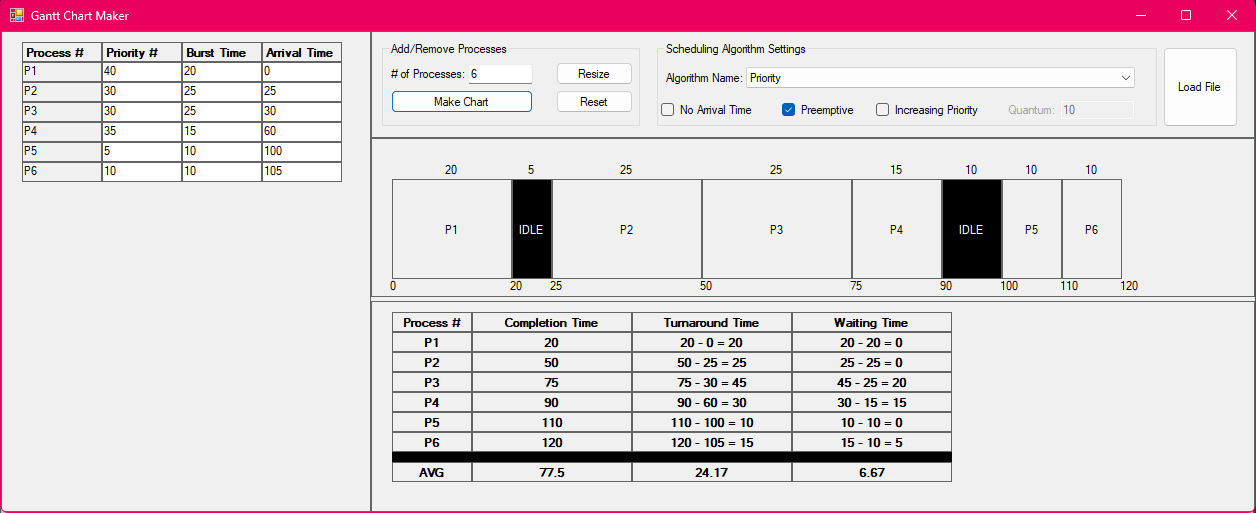 Gantt Chart Maker
Process # Priority # Burst Time Arrival Time
P1 40 20 0
P2 30 25 25
P3 30 25 30
P4 35 15 60
P5 5 10 100
P6 10 10 105
Add/Remove Processes
# of Processes: 6 Resize
Make Chart Reset
Scheduling Algorithm Settings
Algorithm Name: Priority
No Arrival Time Preemptive Increasing Priority Quantum: 10
Load File
20 5 25 25 15 10 10 10
P1 IDLE P2 P3 P4 IDLE P5 P6
0 20 25 50 75 90 100 110 120
Process # Completion Time Turnaround Time Waiting Time
P1 20 20 - 0 = 20 20 - 20 = 0
P2 50 50 - 25 = 25 25 - 25 = 0
P3 75 75 - 30 = 45 45 - 25 = 20
P4 90 90 - 60 = 30 30 - 15 = 15
P5 110 110 - 100 = 10 10 - 10 = 0
P6 120 120 - 105 = 15 15 - 10 = 5
AVG 77.5 24.17 6.67